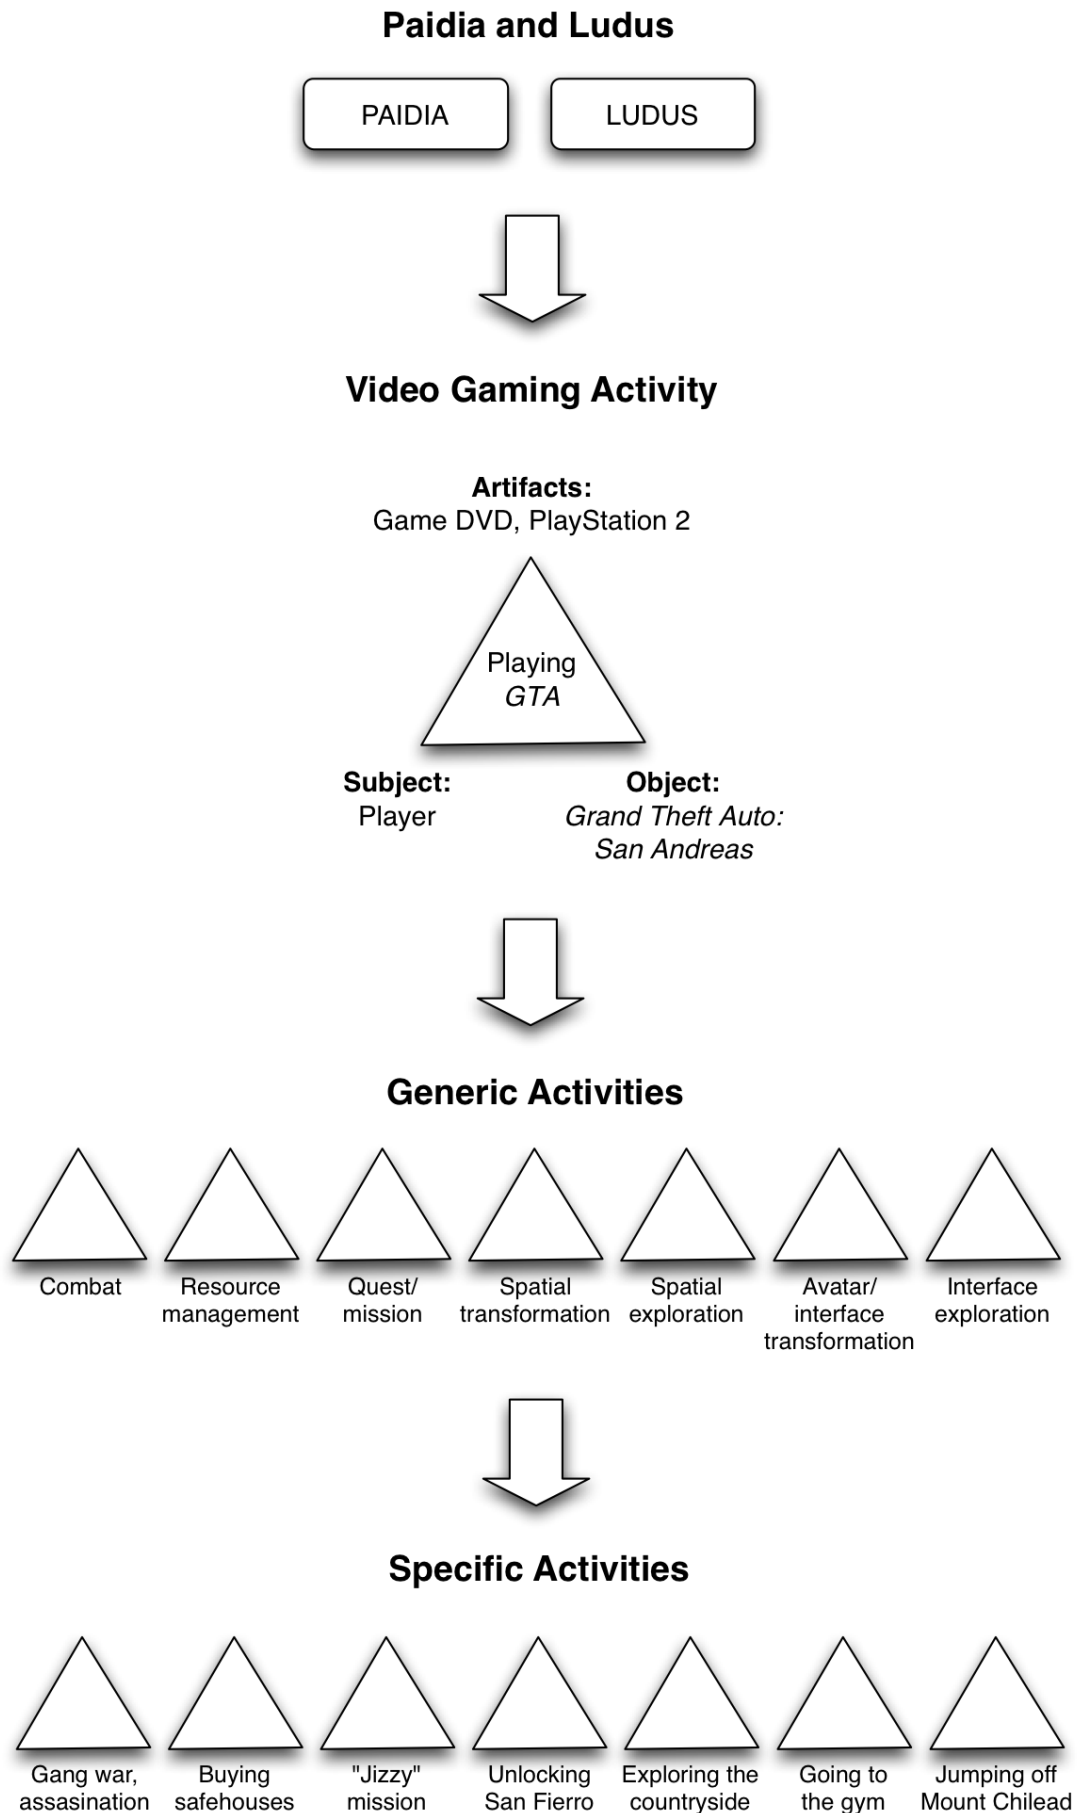 Paidia and Ludus
PAIDIA
LUDUS
Video Gaming Activity
Artifacts:
Game DVD, PlayStation 2
Playing
GTA
Subject:
Player
Object:
Grand Theft Auto:
San Andreas
Generic Activities
Combat
Resource
management
Quest/
mission
Spatial
transformation
Spatial
exploration
Avatar/
interface
transformation
Interface
exploration
Specific Activities
Gang war,
assasination
Buying
safehouses
"Jizzy"
mission
Unlocking
San Fierro
Exploring the
countryside
Going to
the gym
Jumping off
Mount Chilead